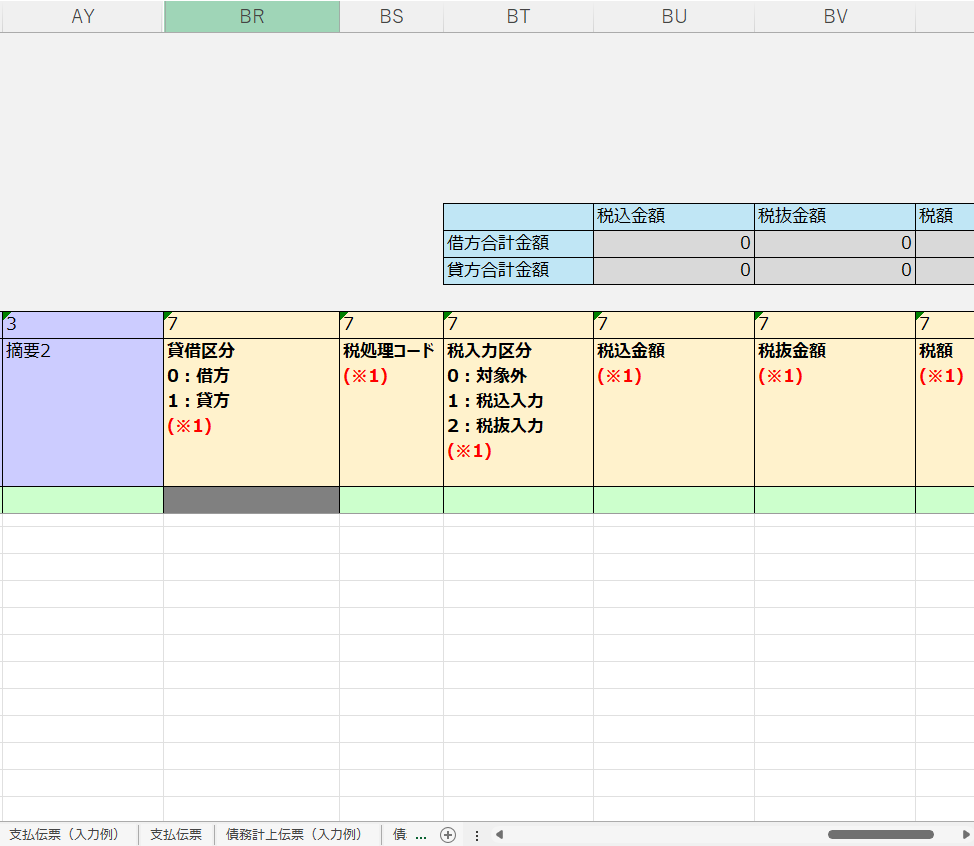 AY BR BS BT BU BV
税込金額 税抜金額 税額
借方合計金額 0 0
貸方合計金額 0 0
3 7 7 7 7 7 7
摘要2 貸借区分 税処理コード 税入力区分 税込金額 税抜金額 税額
0：借方 (※1) 0：対象外 (※1) (※1) (※1)
1：貸方 1：税込入力
(※1) 2：税抜入力
(※1)
支払伝票（入力例） 支払伝票 債務計上伝票（入力例） 債 ...